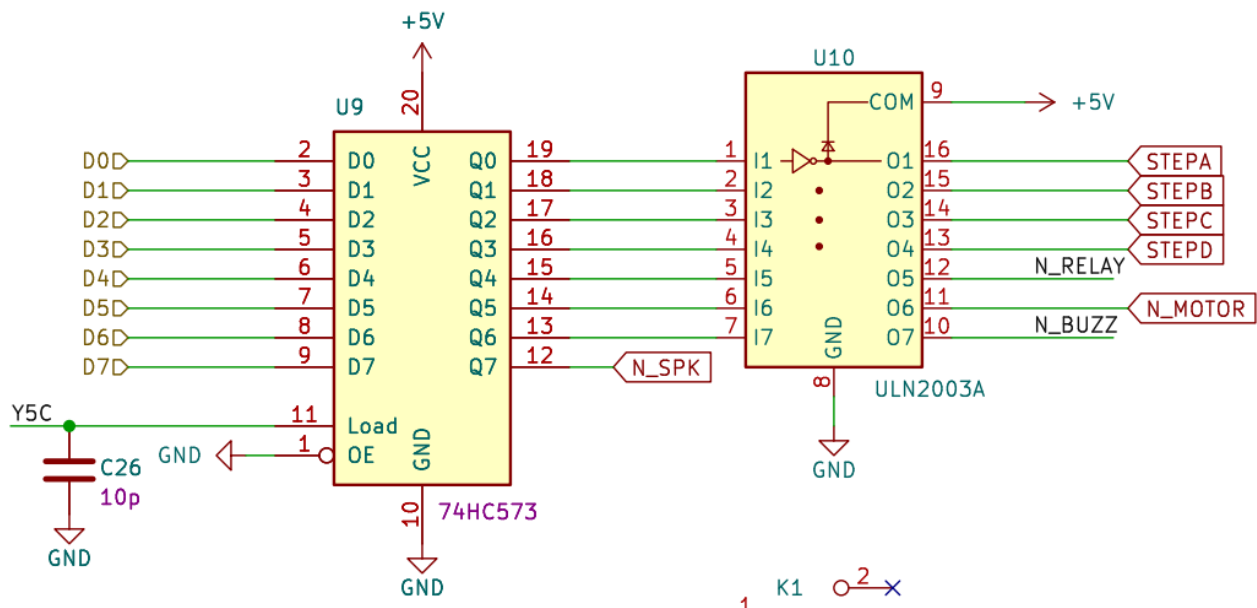 +5V
U10
U9
20
COM 9 +5V
D0 2 D0 VCC Q0 19 1 I1 O1 16 STEPA
D1 3 D1 Q1 18 2 I2 O2 15 STEPB
D2 4 D2 Q2 17 3 I3 O3 14 STEPC
D3 5 D3 Q3 16 4 I4 O4 13 STEPD
D4 6 D4 Q4 15 5 I5 O5 12 N_RELAY
D5 7 D5 Q5 14 6 I6 O6 11 N_MOTOR
D6 8 D6 Q6 13 7 I7 O7 10 N_BUZZ
D7 9 D7 Q7 12 N_SPK GND
8 ULN2003A
Y5C 11 Load
GND 1 OE GND
GND
C26
10p
10 74HC573
GND
GND
K1 2
1